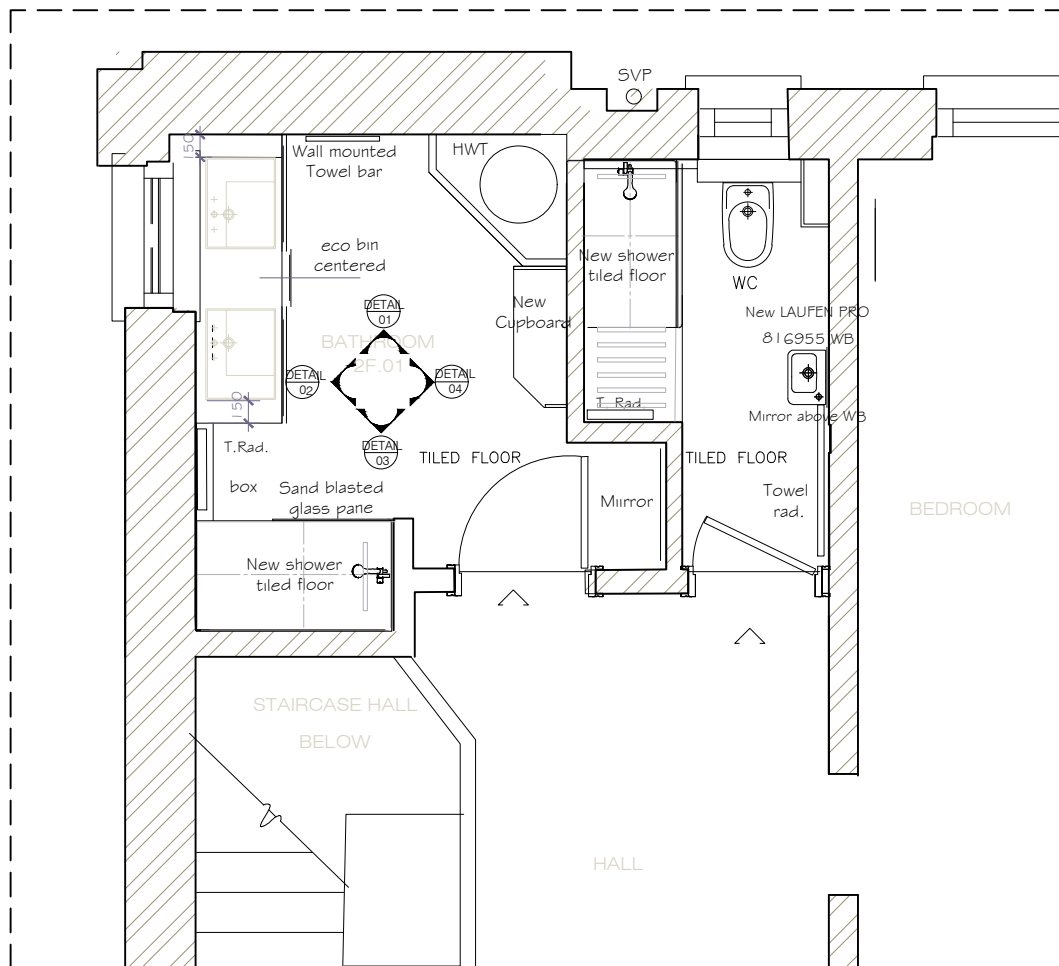 SVP
150
Wall mounted
Towel bar
HWT
eco bin
centered
New shower
tiled floor
WC
New
Cupboard
New LAUFEN PRO
816955 WB
DETAIL
01
BATHROOM
2F.01
DETAIL
02
DETAIL
04
150
T. Rad.
Mirror above WB
DETAIL
03
T.Rad.
TILED FLOOR
TILED FLOOR
box
Sand blasted
glass pane
Mirror
Towel
rad.
BEDROOM
New shower
tiled floor
STAIRCASE HALL
BELOW
HALL